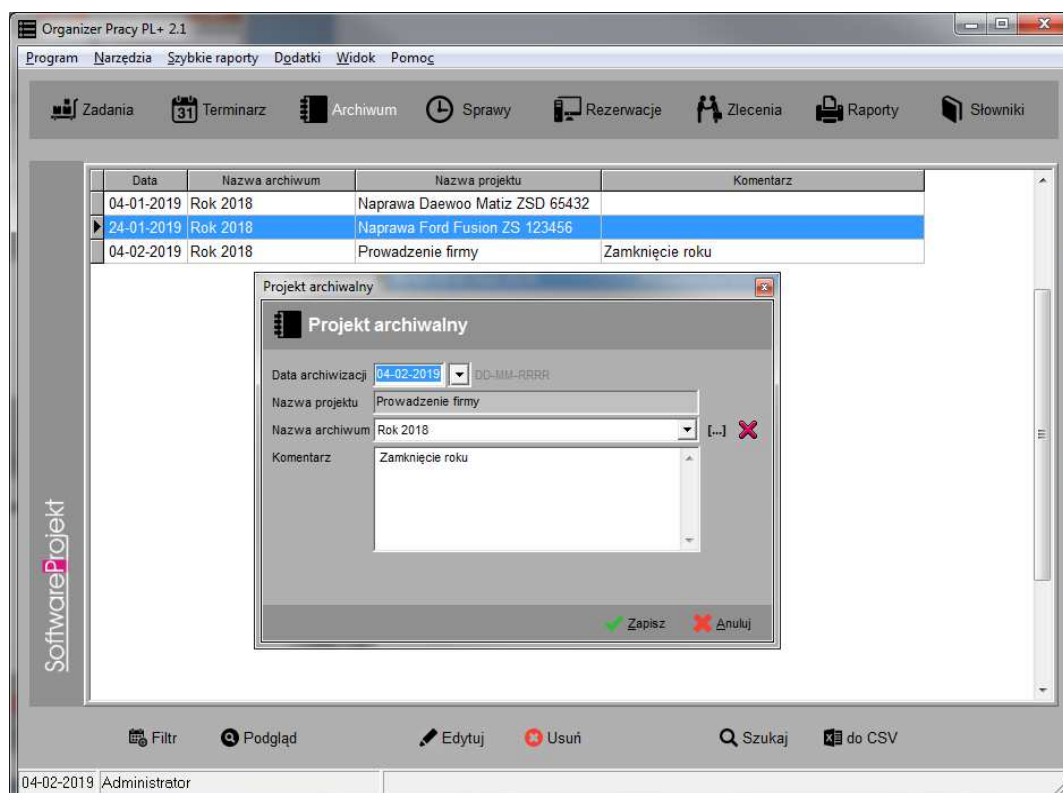 Organizer Pracy PL+ 2.1
Program Narzędzia Szybkie raporty Dodatki Widok Pomoc
Zadania 31 Terminarz Archiwum Sprawy Rezerwacje Zlecenia Raporty Słowniki
Data Nazwa archiwum Nazwa projektu Komentarz
04-01-2019 Rok 2018 Naprawa Daewoo Matiz ZSD 65432
24-01-2019 Rok 2018 Naprawa Ford Fusion ZS 123456
04-02-2019 Rok 2018 Prowadzenie firmy Zamknięcie roku
Projekt archiwalny
Projekt archiwalny
Data archiwizacji 04-02-2019 DD-MM-RRRR
Nazwa projektu Prowadzenie firmy
Nazwa archiwum Rok 2018 [...]
Komentarz Zamknięcie roku
Zapisz Anuluj
SoftwareProjekt
Filtr Podgląd Edytuj Usuń Szukaj do CSV
04-02-2019 Administrator